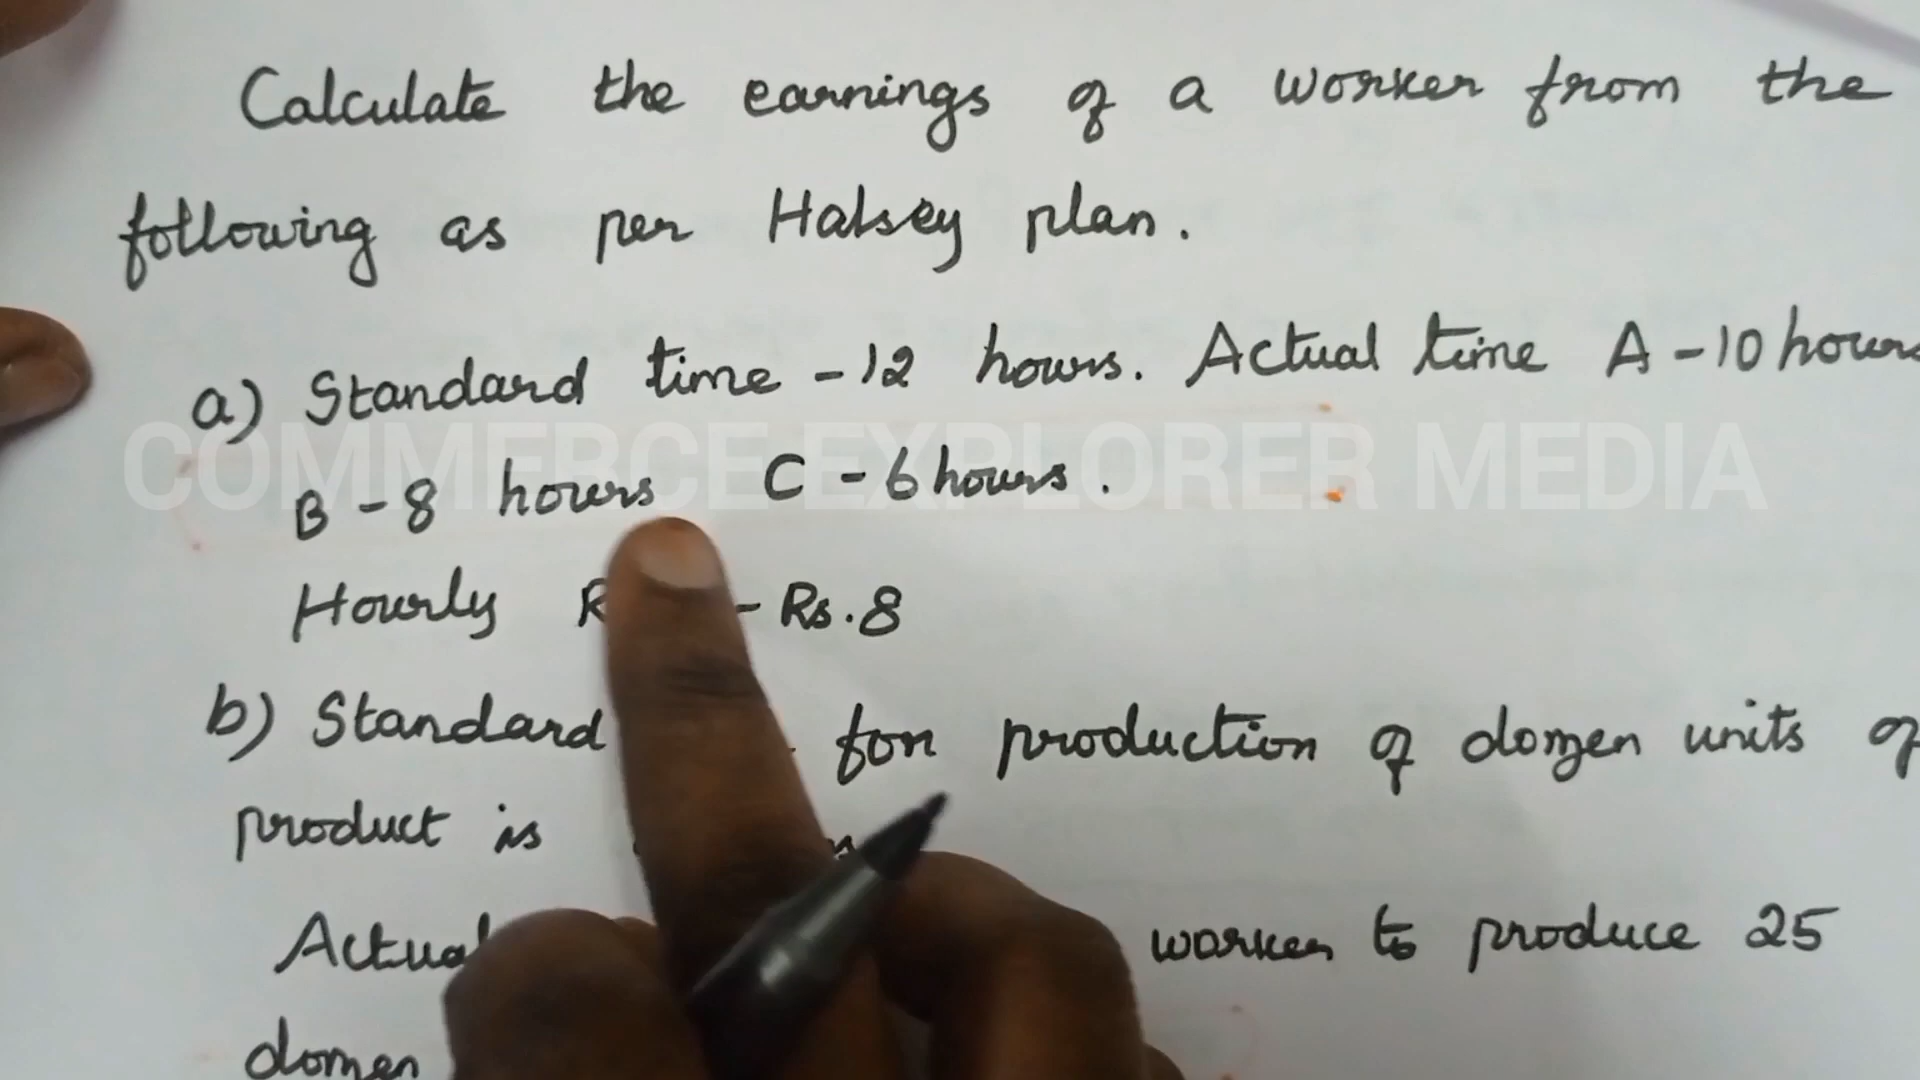 Calculate the earnings of a worker from the
following as per Halsey plan.
a) Standard time - 12 hours. Actual time A - 10 hours
COMMERCE EXPLORER MEDIA
B - 8 hours C - 6 hours.
Hourly - Rs. 8
b) Standard for production of dozen units of
product is
Actual worker to produce 25
dozen